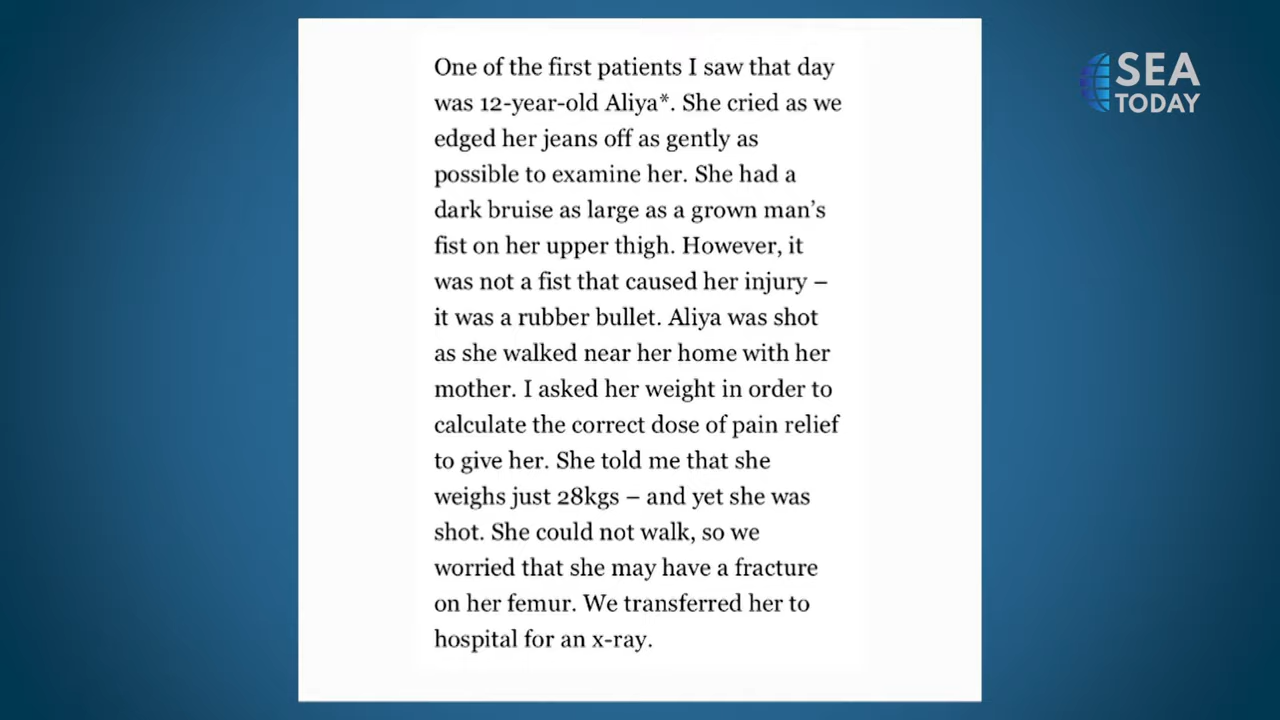 One of the first patients I saw that day
was 12-year-old Aliya*. She cried as we
edged her jeans off as gently as
possible to examine her. She had a
dark bruise as large as a grown man’s
fist on her upper thigh. However, it
was not a fist that caused her injury –
it was a rubber bullet. Aliya was shot
as she walked near her home with her
mother. I asked her weight in order to
calculate the correct dose of pain relief
to give her. She told me that she
weighs just 28kgs – and yet she was
shot. She could not walk, so we
worried that she may have a fracture
on her femur. We transferred her to
hospital for an x-ray.
SEA
TODAY